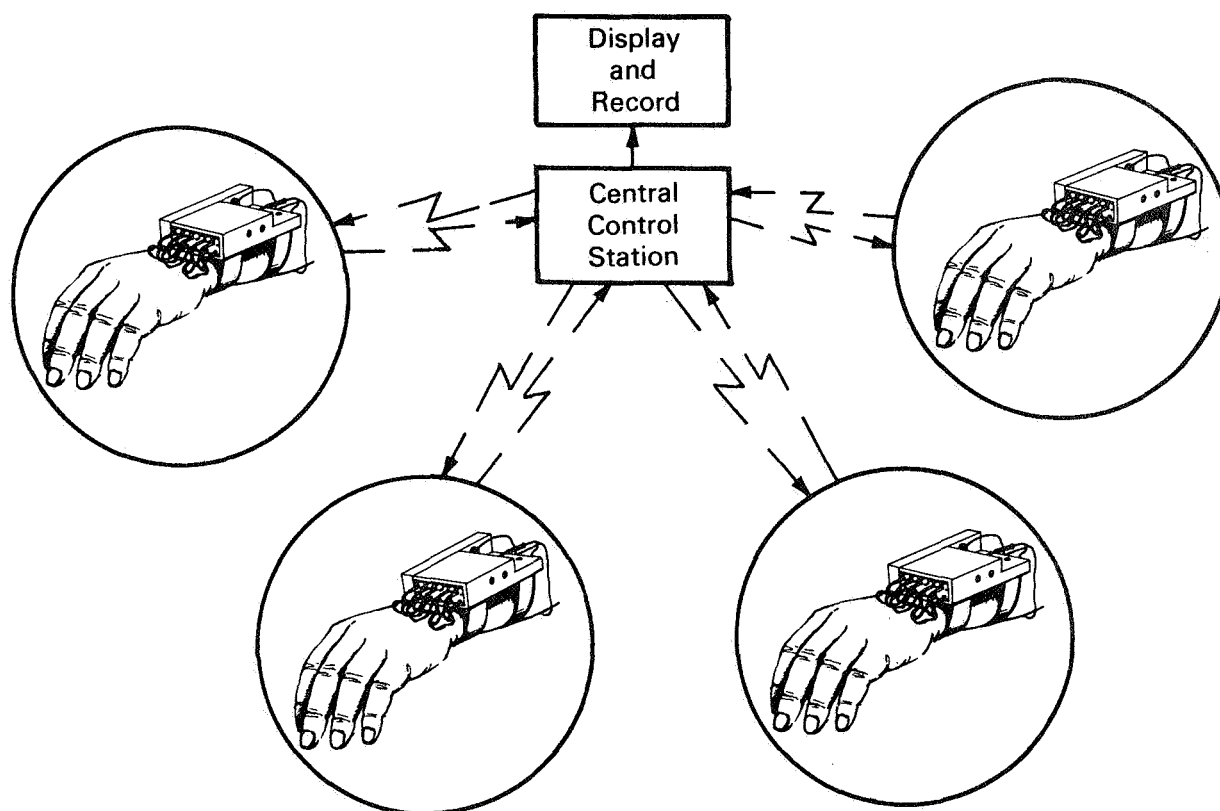 Display
and
Record
Central
Control
Station